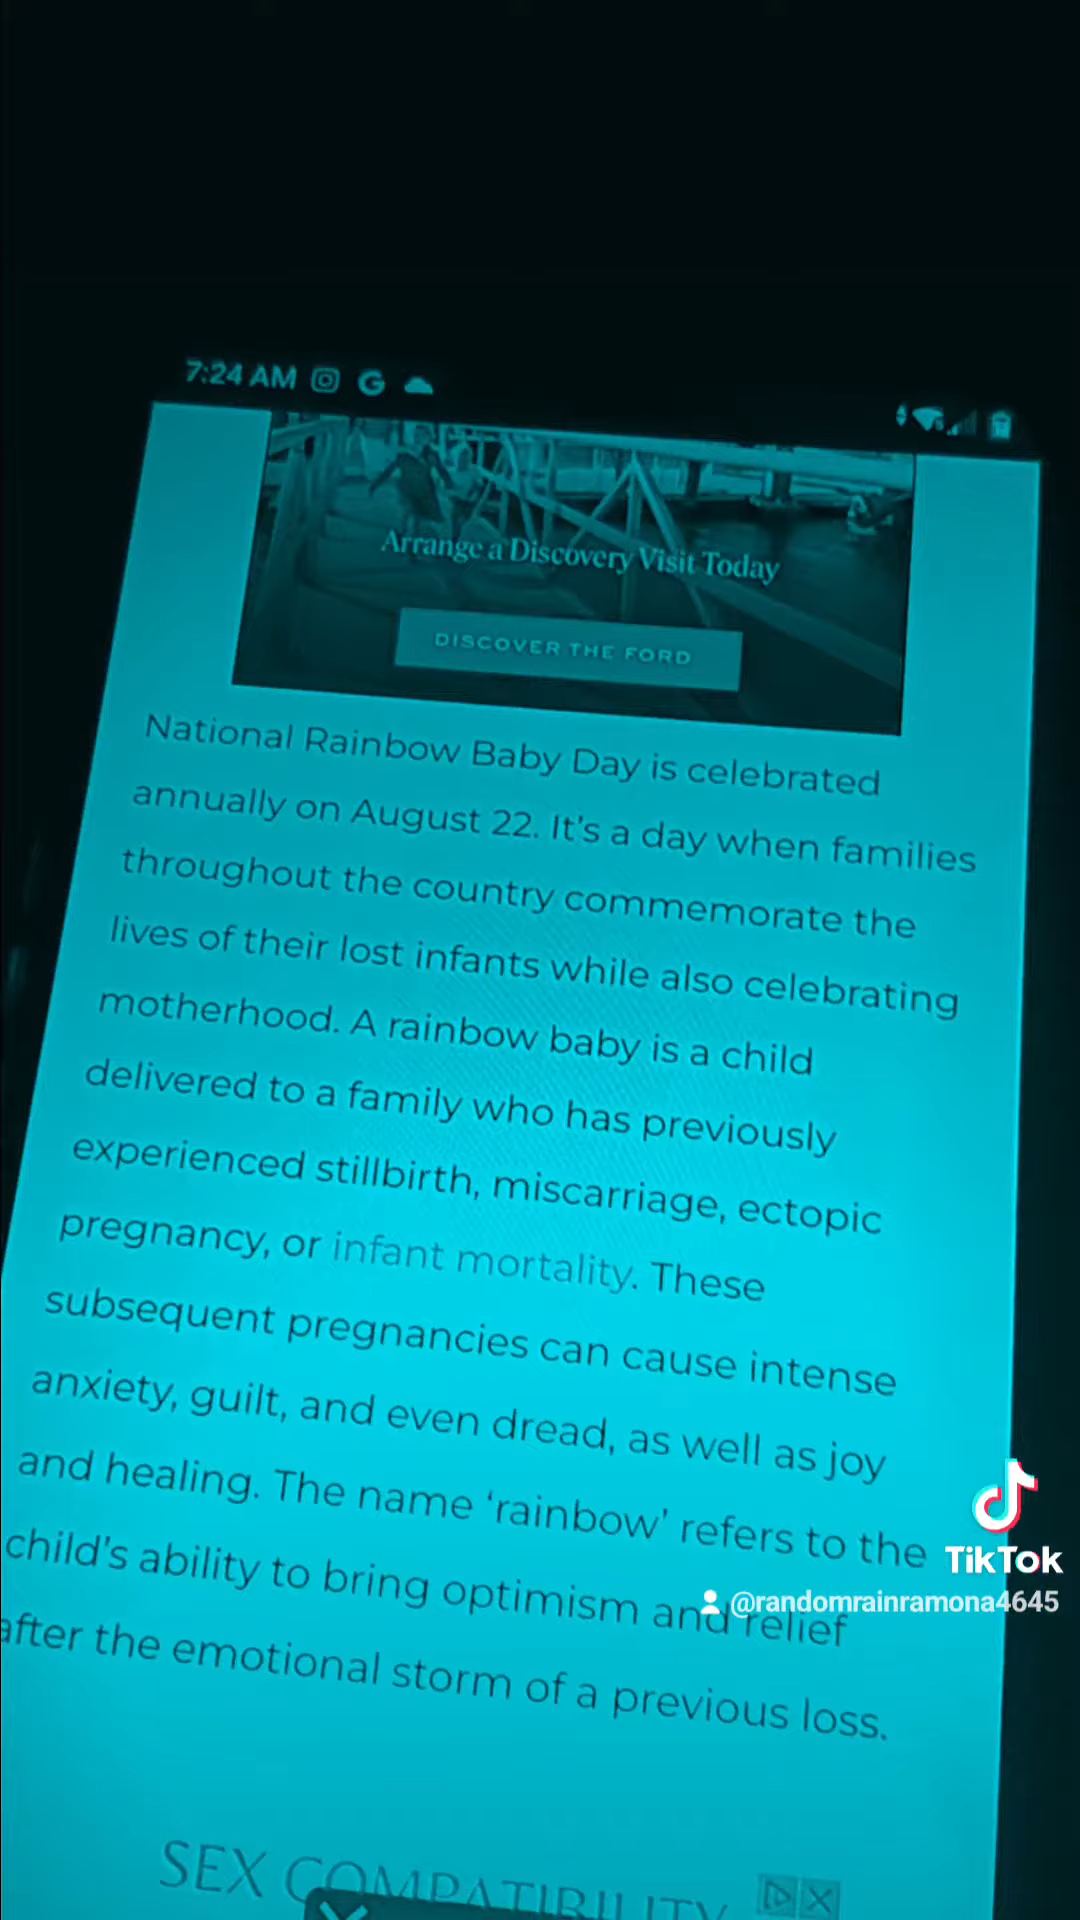 7:24 AM
Arrange a Discovery Visit Today
DISCOVER THE FORD
National Rainbow Baby Day is celebrated
annually on August 22. It's a day when families
throughout the country commemorate the
lives of their lost infants while also celebrating
motherhood. A rainbow baby is a child
delivered to a family who has previously
experienced stillbirth, miscarriage, ectopic
pregnancy, or infant mortality. These
subsequent pregnancies can cause intense
anxiety, guilt, and even dread, as well as joy
and healing. The name ‘rainbow’ refers to the
child's ability to bring optimism and relief
after the emotional storm of a previous loss.
TikTok
@randomrainramona4645
SEX COMPATIBILITY